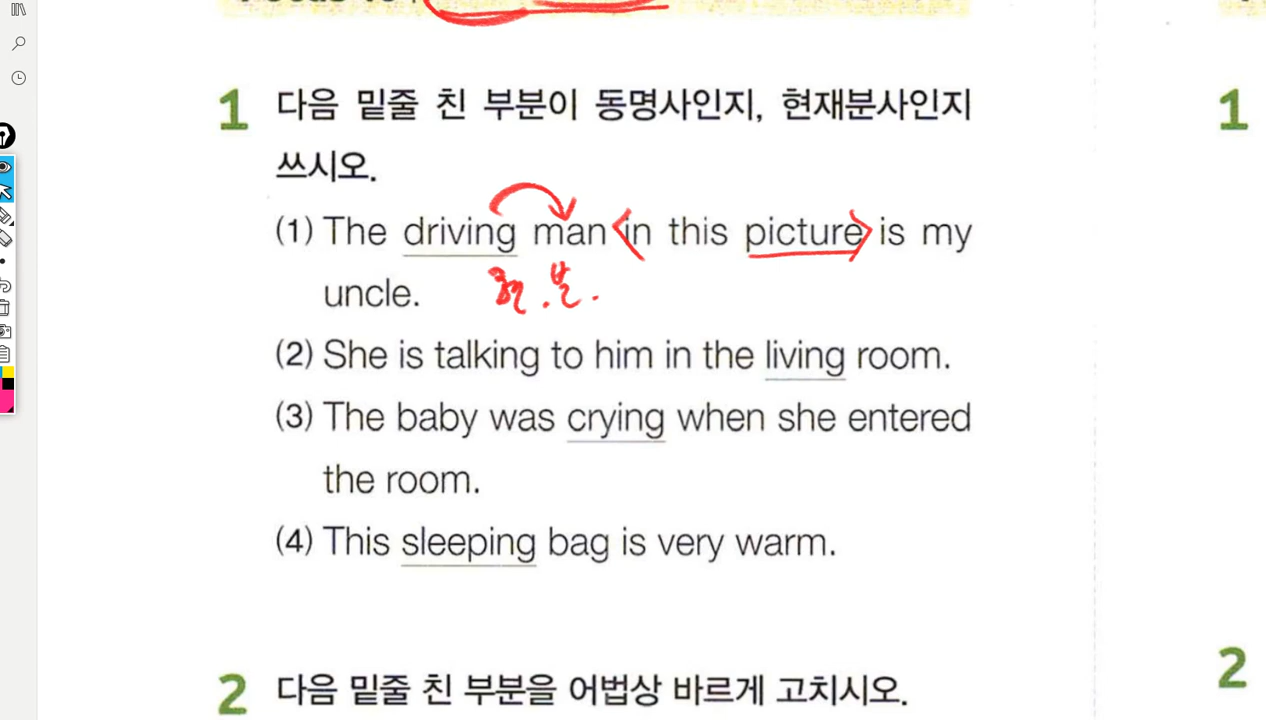 1 다음 밑줄 친 부분이 동명사인지, 현재분사인지
쓰시오.
(1) The driving man in this picture is my
uncle.
현.분.
(2) She is talking to him in the living room.
(3) The baby was crying when she entered
the room.
(4) This sleeping bag is very warm.
2 다음 밑줄 친 부분을 어법상 바르게 고치시오.
1
2